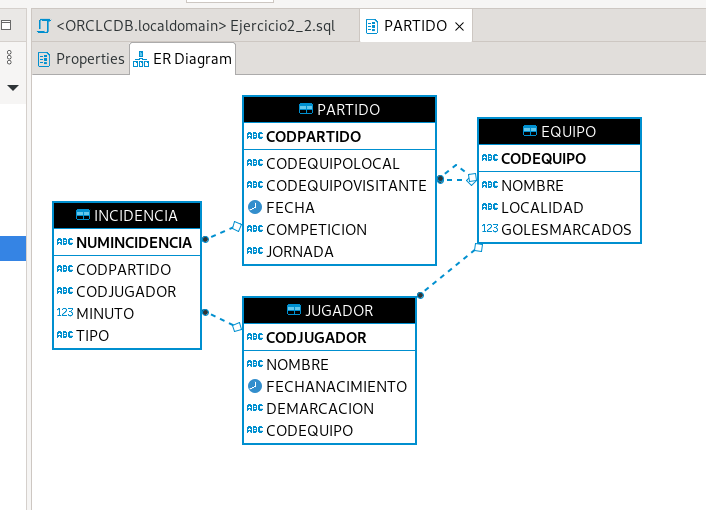 <ORCLCDB.localdomain> Ejercicio2_2.sql
PARTIDO
Properties
ER Diagram
PARTIDO
ABC CODPARTIDO
ABC CODEQUIPOLOCAL
ABC CODEQUIPOVISITANTE
FECHA
ABC COMPETICION
ABC JORNADA
EQUIPO
ABC CODEQUIPO
ABC NOMBRE
ABC LOCALIDAD
123 GOLESMARCADOS
INCIDENCIA
ABC NUMINCIDENCIA
ABC CODPARTIDO
ABC CODJUGADOR
123 MINUTO
ABC TIPO
JUGADOR
ABC CODJUGADOR
ABC NOMBRE
FECHANACIMIENTO
ABC DEMARCACION
ABC CODEQUIPO